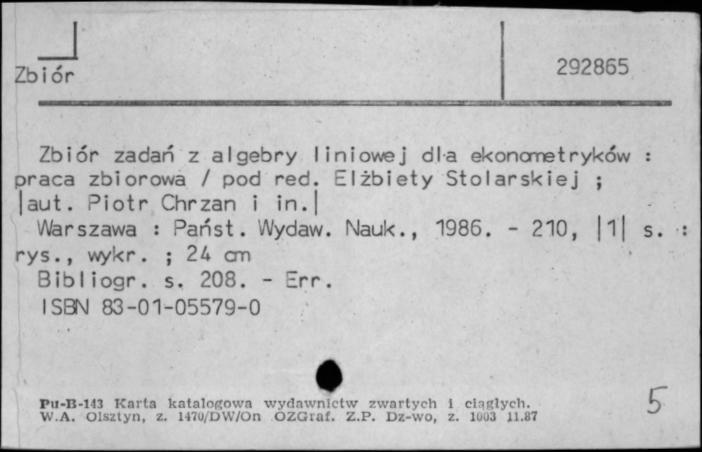 Zbiór
292865
Zbiór zadań z algebry liniowej dla ekonometryków :
praca zbiorowa / pod red. Elżbiety Stolarskiej ;
|aut. Piotr Chrzan i in.|
Warszawa : Państ. Wydaw. Nauk., 1986. - 210, |1| s. :
rys., wykr. ; 24 cm
Bibliogr. s. 208. - Err.
ISBN 83-01-05579-0
Pu-B-143 Karta katalogowa wydawnictw zwartych i ciągłych.
W.A. Olsztyn, z. 1470/DW/On OZGraf. Z.P. Dz-wo, z. 1003 11.87
5